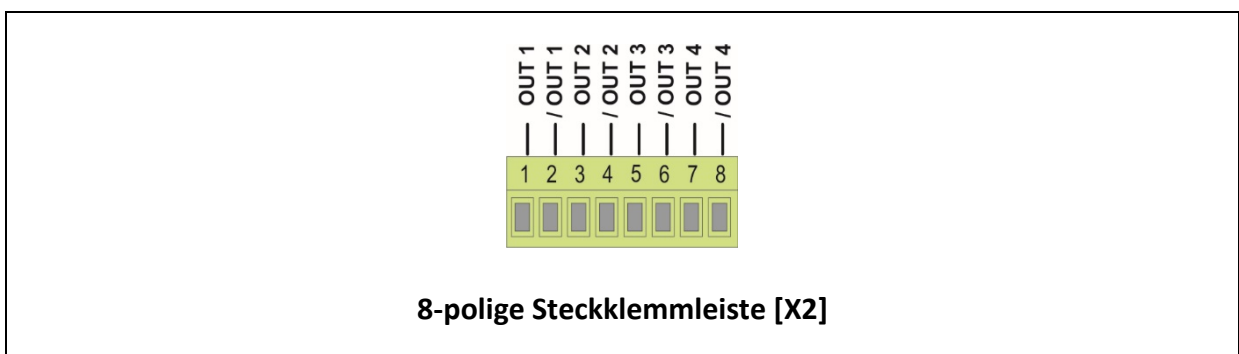 OUT 1
/ OUT 1
OUT 2
/ OUT 2
OUT 3
/ OUT 3
OUT 4
/ OUT 4
1 2 3 4 5 6 7 8
8-polige Steckklemmleiste [X2]